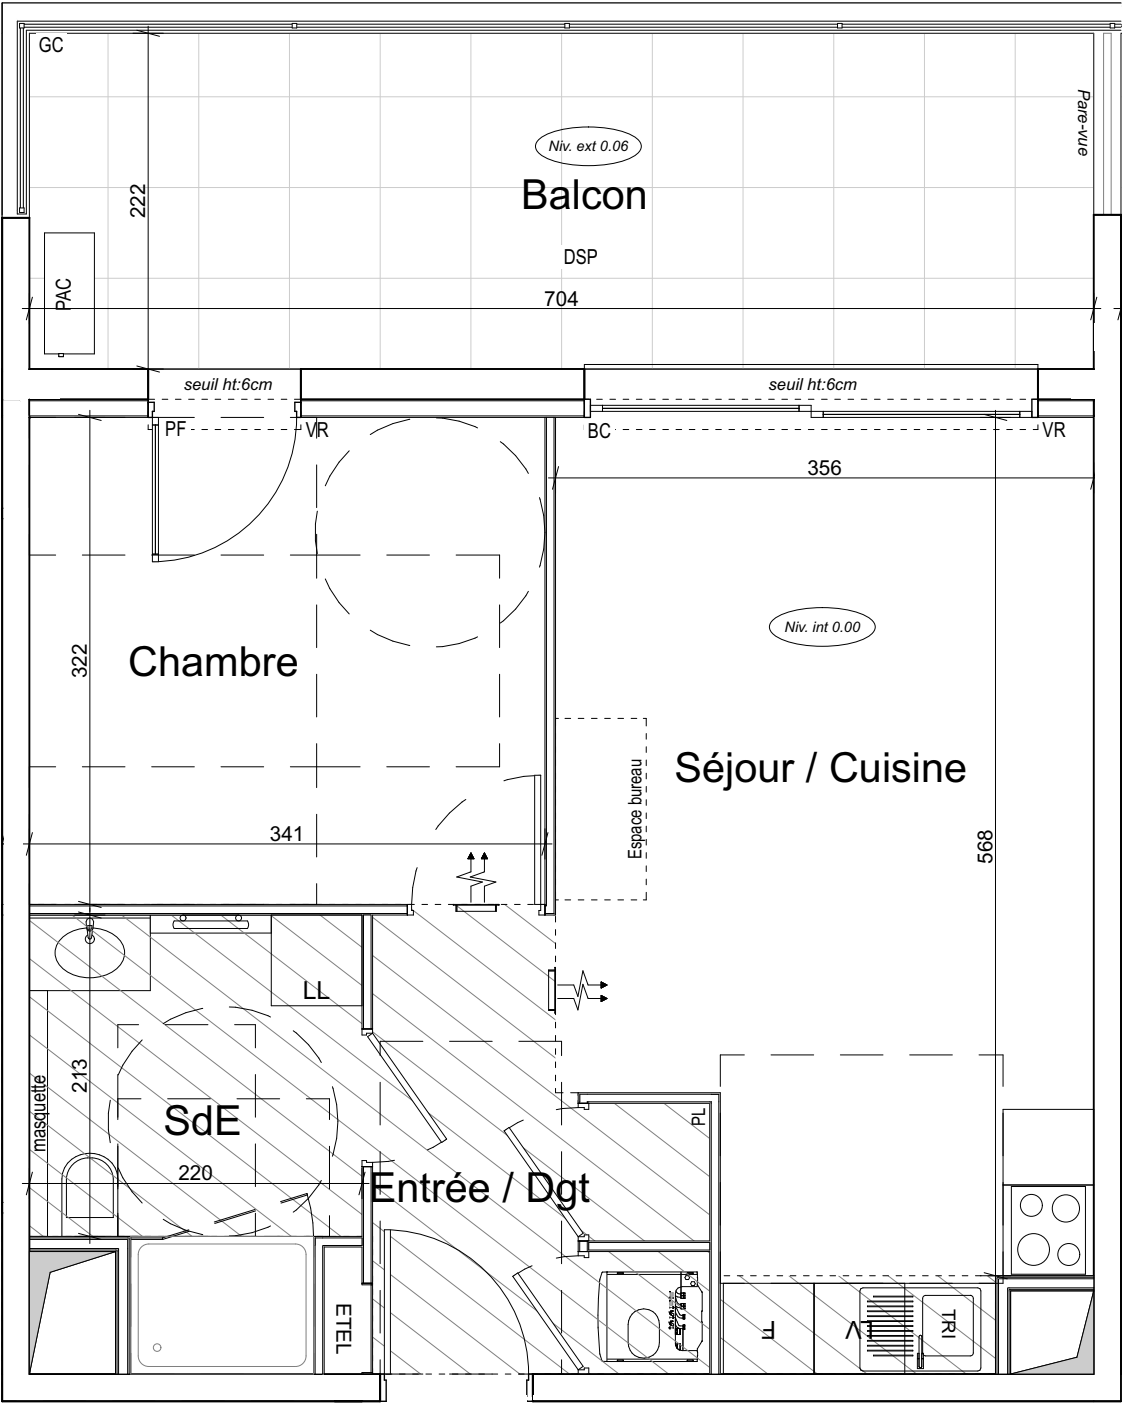 GC
Pare-vue
Niv. ext 0.06
Balcon
222
DSP
PAC
704
seuil ht:6cm
seuil ht:6cm
PF
VR
BC
VR
356
Niv. int 0.00
322
Chambre
Séjour / Cuisine
Espace bureau
341
568
LL
213
masquette
SdE
PL
220
Entrée / Dgt
ETEL
F
LV
TRI